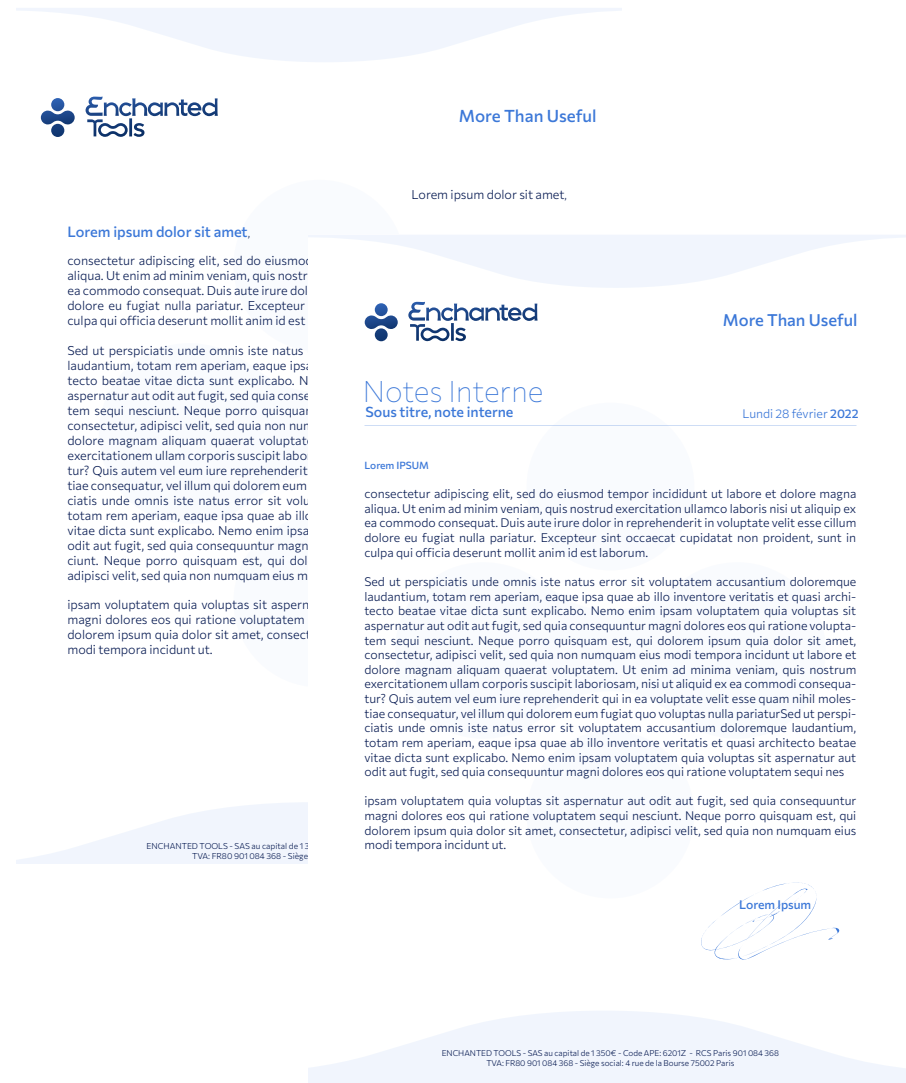 Enchanted
Tools
More Than Useful
Lorem ipsum dolor sit amet,
Lorem ipsum dolor sit amet,
consectetur adipiscing elit, sed do eiusmod
aliqua. Ut enim ad minim veniam, quis nostr
ea commodo consequat. Duis aute irure dol
dolore eu fugiat nulla pariatur. Excepteur
culpa qui officia deserunt mollit anim id est
Sed ut perspiciatis unde omnis iste natus
laudantium, totam rem aperiam, eaque ipsa
tecto beatae vitae dicta sunt explicabo. N
aspernatur aut odit aut fugit, sed quia conse
tem sequi nesciunt. Neque porro quisquam
consectetur, adipisci velit, sed quia non num
dolore magnam aliquam quaerat voluptat
exercitationem ullam corporis suscipit labo
tur? Quis autem vel eum iure reprehenderit
tiae consequatur, vel illum qui dolorem eum
ciatis unde omnis iste natus error sit volu
totam rem aperiam, eaque ipsa quae ab illo
vitae dicta sunt explicabo. Nemo enim ipsa
odit aut fugit, sed quia consequuntur magn
ciunt. Neque porro quisquam est, qui dol
adipisci velit, sed quia non numquam eius m
ipsam voluptatem quia voluptas sit aspern
magni dolores eos qui ratione voluptatem
dolorem ipsum quia dolor sit amet, consect
modi tempora incidunt ut.
ENCHANTED TOOLS - SAS au capital de 1 3
TVA: FR80 901 084 368 - Siège
Enchanted
Tools
More Than Useful
Notes Interne
Sous titre, note interne
Lundi 28 février 2022
Lorem IPSUM
consectetur adipiscing elit, sed do eiusmod tempor incididunt ut labore et dolore magna
aliqua. Ut enim ad minim veniam, quis nostrud exercitation ullamco laboris nisi ut aliquip ex
ea commodo consequat. Duis aute irure dolor in reprehenderit in voluptate velit esse cillum
dolore eu fugiat nulla pariatur. Excepteur sint occaecat cupidatat non proident, sunt in
culpa qui officia deserunt mollit anim id est laborum.
Sed ut perspiciatis unde omnis iste natus error sit voluptatem accusantium doloremque
laudantium, totam rem aperiam, eaque ipsa quae ab illo inventore veritatis et quasi archi-
tecto beatae vitae dicta sunt explicabo. Nemo enim ipsam voluptatem quia voluptas sit
aspernatur aut odit aut fugit, sed quia consequuntur magni dolores eos qui ratione volupta-
tem sequi nesciunt. Neque porro quisquam est, qui dolorem ipsum quia dolor sit amet,
consectetur, adipisci velit, sed quia non numquam eius modi tempora incidunt ut labore et
dolore magnam aliquam quaerat voluptatem. Ut enim ad minima veniam, quis nostrum
exercitationem ullam corporis suscipit laboriosam, nisi ut aliquid ex ea commodi consequa-
tur? Quis autem vel eum iure reprehenderit qui in ea voluptate velit esse quam nihil moles-
tiae consequatur, vel illum qui dolorem eum fugiat quo voluptas nulla pariaturSed ut perspi-
ciatis unde omnis iste natus error sit voluptatem accusantium doloremque laudantium,
totam rem aperiam, eaque ipsa quae ab illo inventore veritatis et quasi architecto beatae
vitae dicta sunt explicabo. Nemo enim ipsam voluptatem quia voluptas sit aspernatur aut
odit aut fugit, sed quia consequuntur magni dolores eos qui ratione voluptatem sequi nes
ipsam voluptatem quia voluptas sit aspernatur aut odit aut fugit, sed quia consequuntur
magni dolores eos qui ratione voluptatem sequi nesciunt. Neque porro quisquam est, qui
dolorem ipsum quia dolor sit amet, consectetur, adipisci velit, sed quia non numquam eius
modi tempora incidunt ut.
Lorem Ipsum
ENCHANTED TOOLS - SAS au capital de 1 350€ - Code APE: 6201Z - RCS Paris 901 084 368
TVA: FR80 901 084 368 - Siège social: 4 rue de la Bourse 75002 Paris